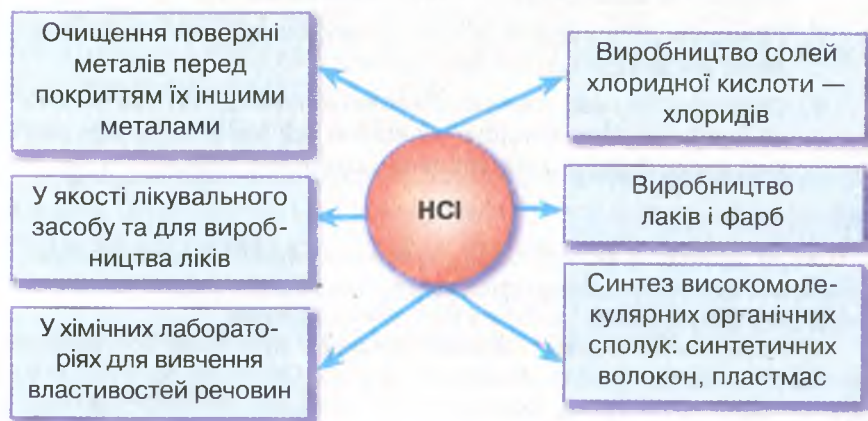 Очищення поверхні
металів перед
покриттям їх іншими
металами
У якості лікувального
засобу та для вироб-
ництва ліків
У хімічних лаборато-
ріях для вивчення
властивостей речовин
HCl
Виробництво солей
хлоридної кислоти —
хлоридів
Виробництво
лаків і фарб
Синтез високомоле-
кулярних органічних
сполук: синтетичних
волокон, пластмас